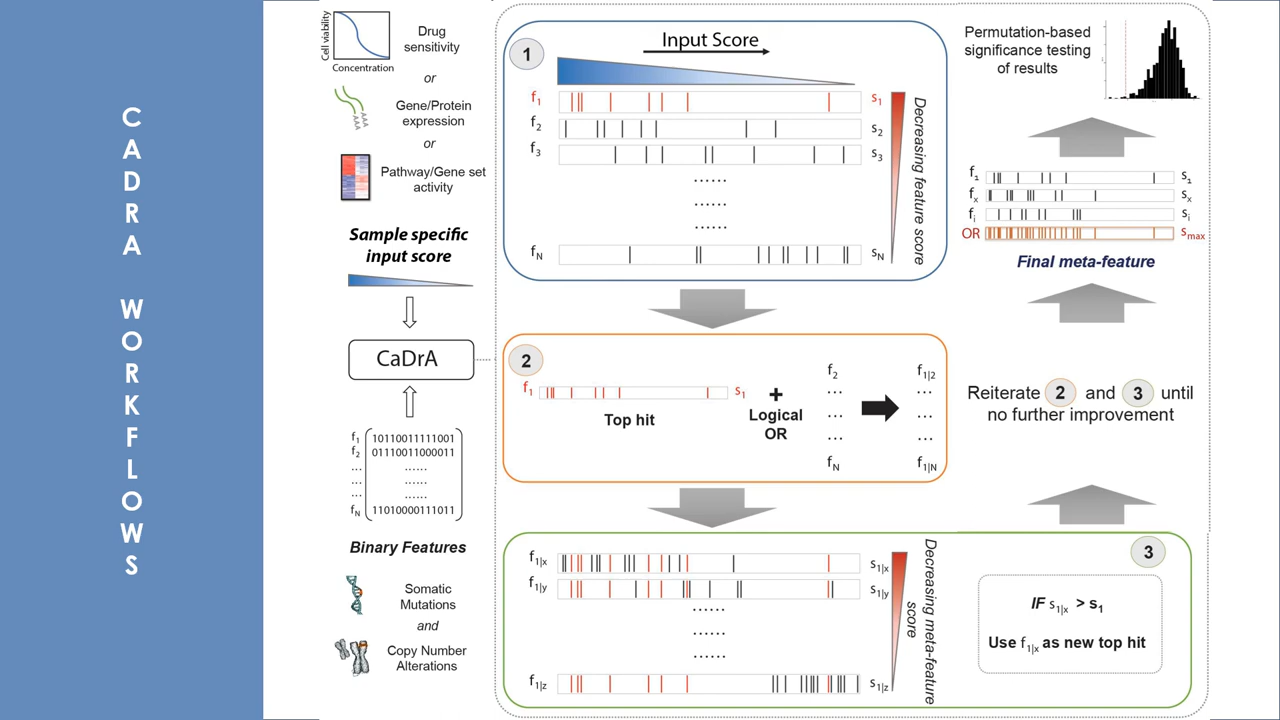 CADRA WORKFLOWS
Cell viability
Concentration
Drug
sensitivity
or
Gene/Protein
expression
AAA
AAA
or
Pathway/Gene set
activity
Sample specific
input score
CaDrA
f1 10110011111001
f2 01110011000011
... ......
... ......
... ......
fN 11010000111011
Binary Features
Somatic
Mutations
and
Copy Number
Alterations
1
Input Score
f1 s1
f2 s2
f3 s3
......
......
......
fN sN
Decreasing feature score
2
f1 s1
Top hit
+
Logical
OR
f2
...
...
...
fN
f1|2
...
...
...
f1|N
f1|x s1|x
f1|y s1|y
......
......
......
f1|z s1|z
Decreasing meta-feature
score
3
IF s1|x > s1
Use f1|x as new top hit
Reiterate 2 and 3 until
no further improvement
f1 s1
fx sx
fi si
OR smax
Final meta-feature
Permutation-based
significance testing
of results